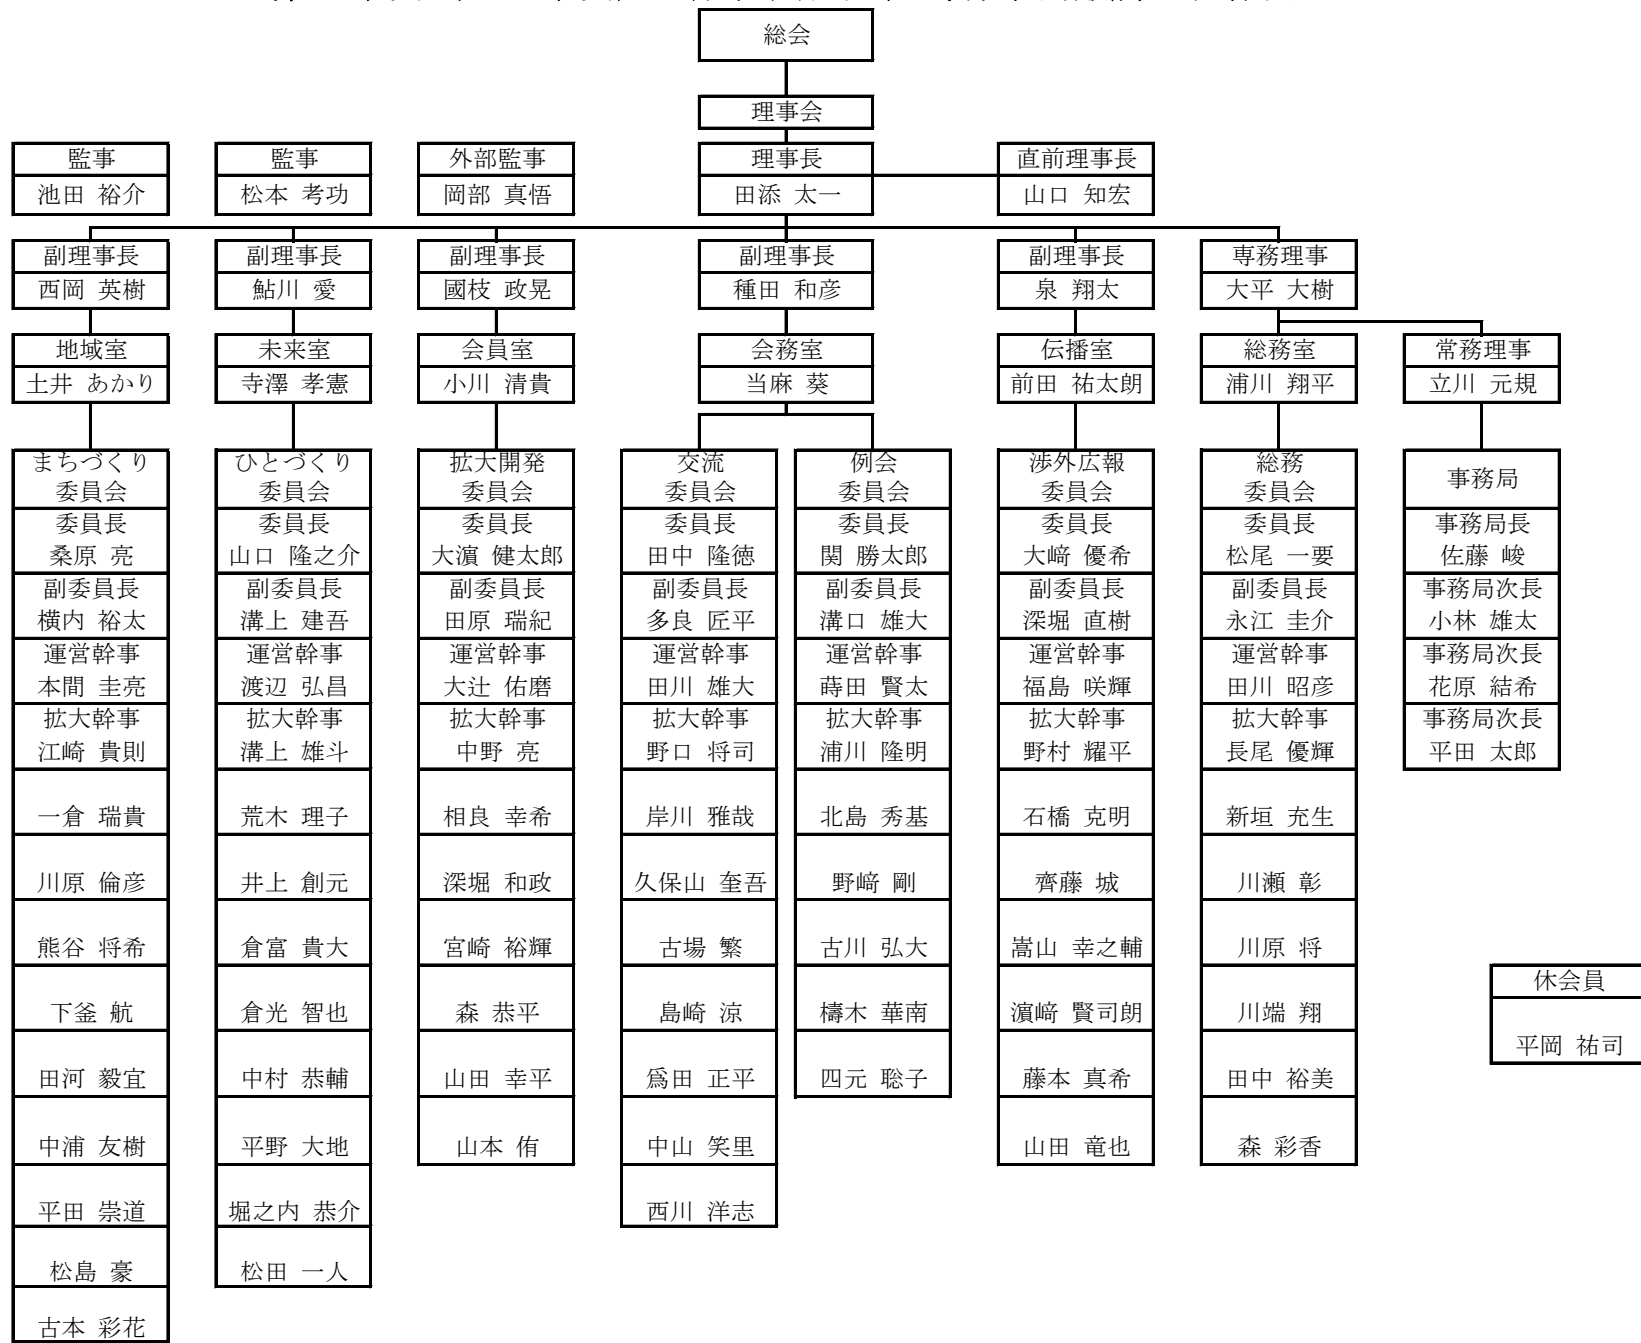 総会
理事会
監事
池田 裕介
監事
松本 考功
外部監事
岡部 真悟
理事長
田添 太一
直前理事長
山口 知宏
副理事長
西岡 英樹
副理事長
鮎川 愛
副理事長
國枝 政晃
副理事長
種田 和彦
副理事長
泉 翔太
専務理事
大平 大樹
地域室
土井 あかり
未来室
寺澤 孝憲
会員室
小川 清貴
会務室
当麻 葵
伝播室
前田 祐太朗
総務室
浦川 翔平
常務理事
立川 元規
まちづくり
委員会
委員長
桑原 亮
副委員長
横内 裕太
運営幹事
本間 圭亮
拡大幹事
江崎 貴則
一倉 瑞貴
川原 倫彦
熊谷 将希
下釜 航
田河 毅宜
中浦 友樹
平田 崇道
松島 豪
古本 彩花
ひとづくり
委員会
委員長
山口 隆之介
副委員長
溝上 建吾
運営幹事
渡辺 弘昌
拡大幹事
溝上 雄斗
荒木 理子
井上 創元
倉富 貴大
倉光 智也
中村 恭輔
平野 大地
堀之内 恭介
松田 一人
拡大開発
委員会
委員長
大濵 健太郎
副委員長
田原 瑞紀
運営幹事
大辻 佑磨
拡大幹事
中野 亮
相良 幸希
深堀 和政
宮崎 裕輝
森 恭平
山田 幸平
山本 侑
交流
委員会
委員長
田中 隆徳
副委員長
多良 匠平
運営幹事
田川 雄大
拡大幹事
野口 将司
岸川 雅哉
久保山 奎吾
古場 繁
島崎 涼
爲田 正平
中山 笑里
西川 洋志
例会
委員会
委員長
関 勝太郎
副委員長
溝口 雄大
運営幹事
蒔田 賢太
拡大幹事
浦川 隆明
北島 秀基
野﨑 剛
古川 弘大
檮木 華南
四元 聡子
渉外広報
委員会
委員長
大﨑 優希
副委員長
深堀 直樹
運営幹事
福島 咲輝
拡大幹事
野村 耀平
石橋 克明
齊藤 城
嵩山 幸之輔
濵﨑 賢司朗
藤本 真希
山田 竜也
総務
委員会
委員長
松尾 一要
副委員長
永江 圭介
運営幹事
田川 昭彦
拡大幹事
長尾 優輝
新垣 充生
川瀬 彰
川原 将
川端 翔
田中 裕美
森 彩香
事務局
事務局長
佐藤 峻
事務局次長
小林 雄太
事務局次長
花原 結希
事務局次長
平田 太郎
休会員
平岡 祐司